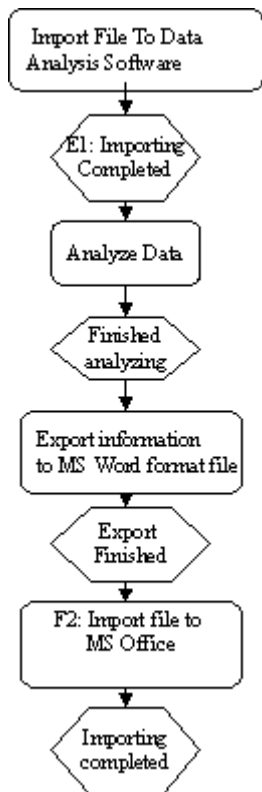 Import File To Data
Analysis Software
E1: Importing
Completed
Analyze Data
Finished
analyzing
Export information
to MS Word format file
Export
Finished
F2: Import file to
MS Office
Importing
completed